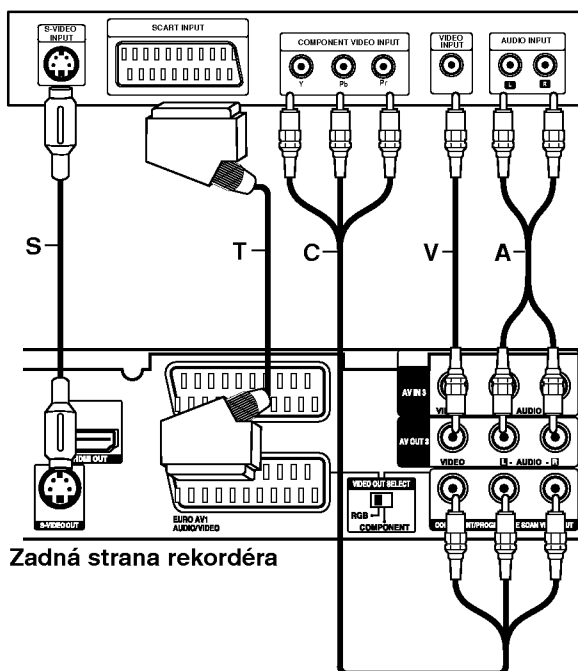 S-VIDEO
INPUT
SCART INPUT
COMPONENT VIDEO INPUT
Y
Pb
Pr
VIDEO
INPUT
AUDIO INPUT
L
R
S
T
C
V
A
AV IN 3
AUDIO
AV OUT 2
VIDEO
L - AUDIO - R
HDMI OUT
S-VIDEO OUT
EURO AV1
AUDIO/VIDEO
VIDEO OUT SELECT
RGB
COMPONENT
SCAN
Zadná strana rekordéra